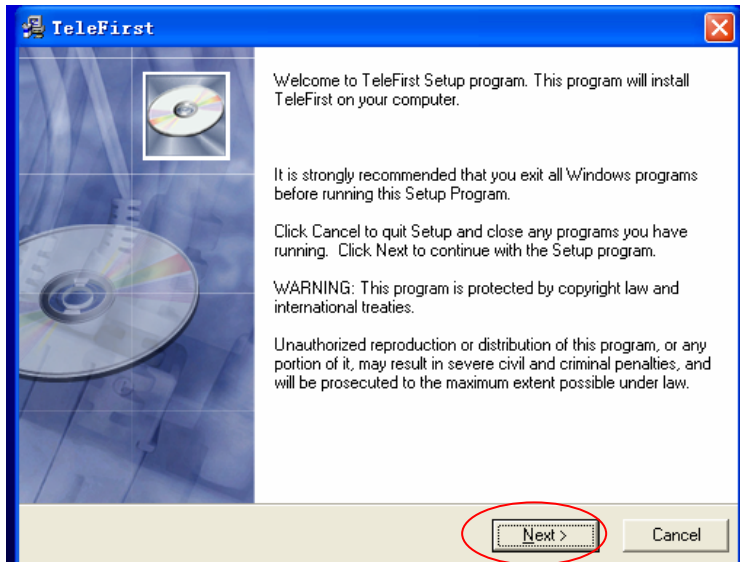 TeleFirst
Welcome to TeleFirst Setup program. This program will install
TeleFirst on your computer.
It is strongly recommended that you exit all Windows programs
before running this Setup Program.
Click Cancel to quit Setup and close any programs you have
running.  Click Next to continue with the Setup program.
WARNING: This program is protected by copyright law and
international treaties.
Unauthorized reproduction or distribution of this program, or any
portion of it, may result in severe civil and criminal penalties, and
will be prosecuted to the maximum extent possible under law.
Next >
Cancel